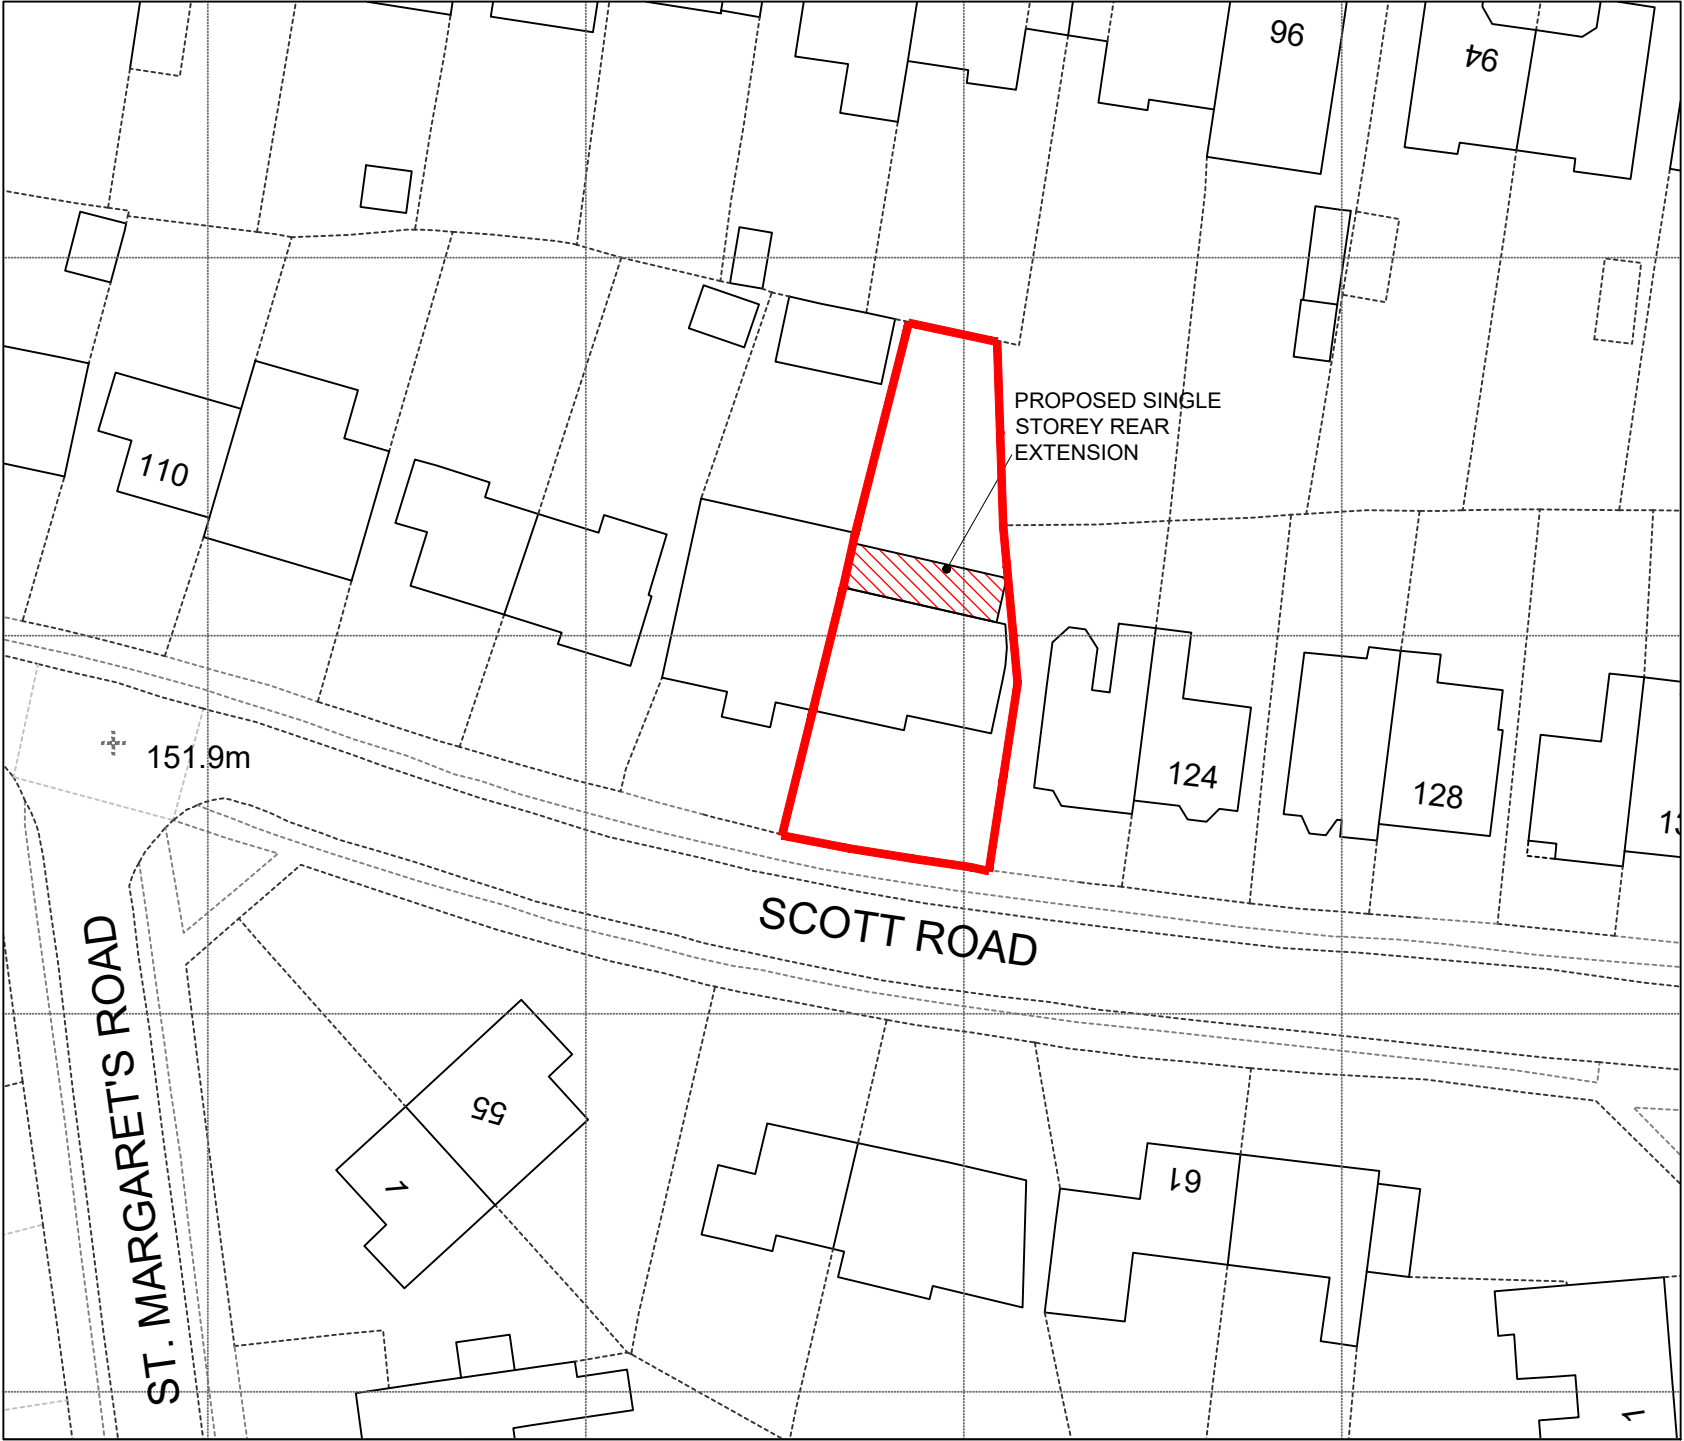 96
94
PROPOSED SINGLE
STOREY REAR
EXTENSION
110
151.9m
124
128
13
SCOTT ROAD
ST. MARGARET'S ROAD
55
1
61
1